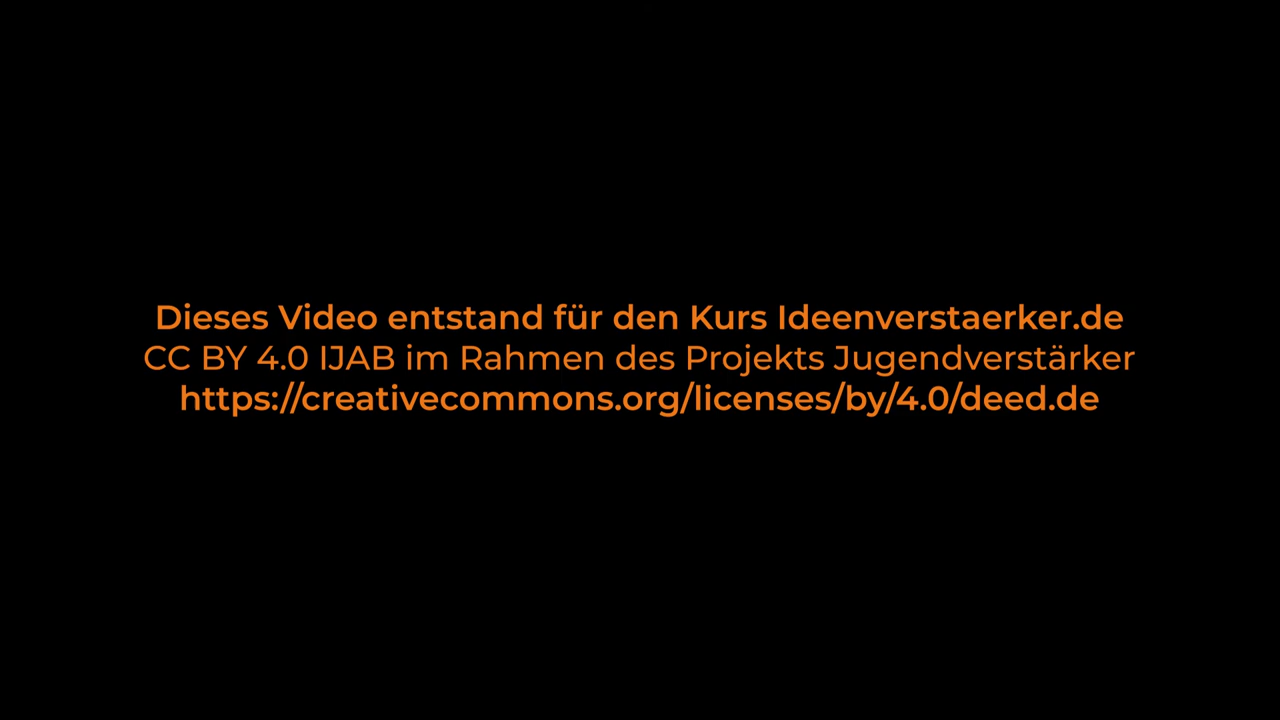 Dieses Video entstand für den Kurs Ideenverstaerker.de
CC BY 4.0 IJAB im Rahmen des Projekts Jugendverstärker
https://creativecommons.org/licenses/by/4.0/deed.de